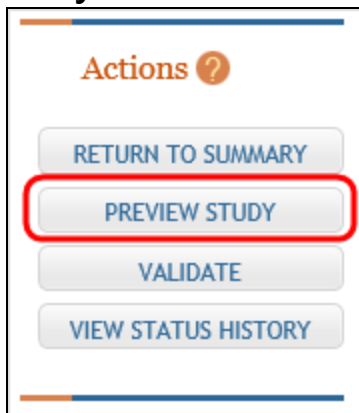 Actions ?
RETURN TO SUMMARY
PREVIEW STUDY
VALIDATE
VIEW STATUS HISTORY